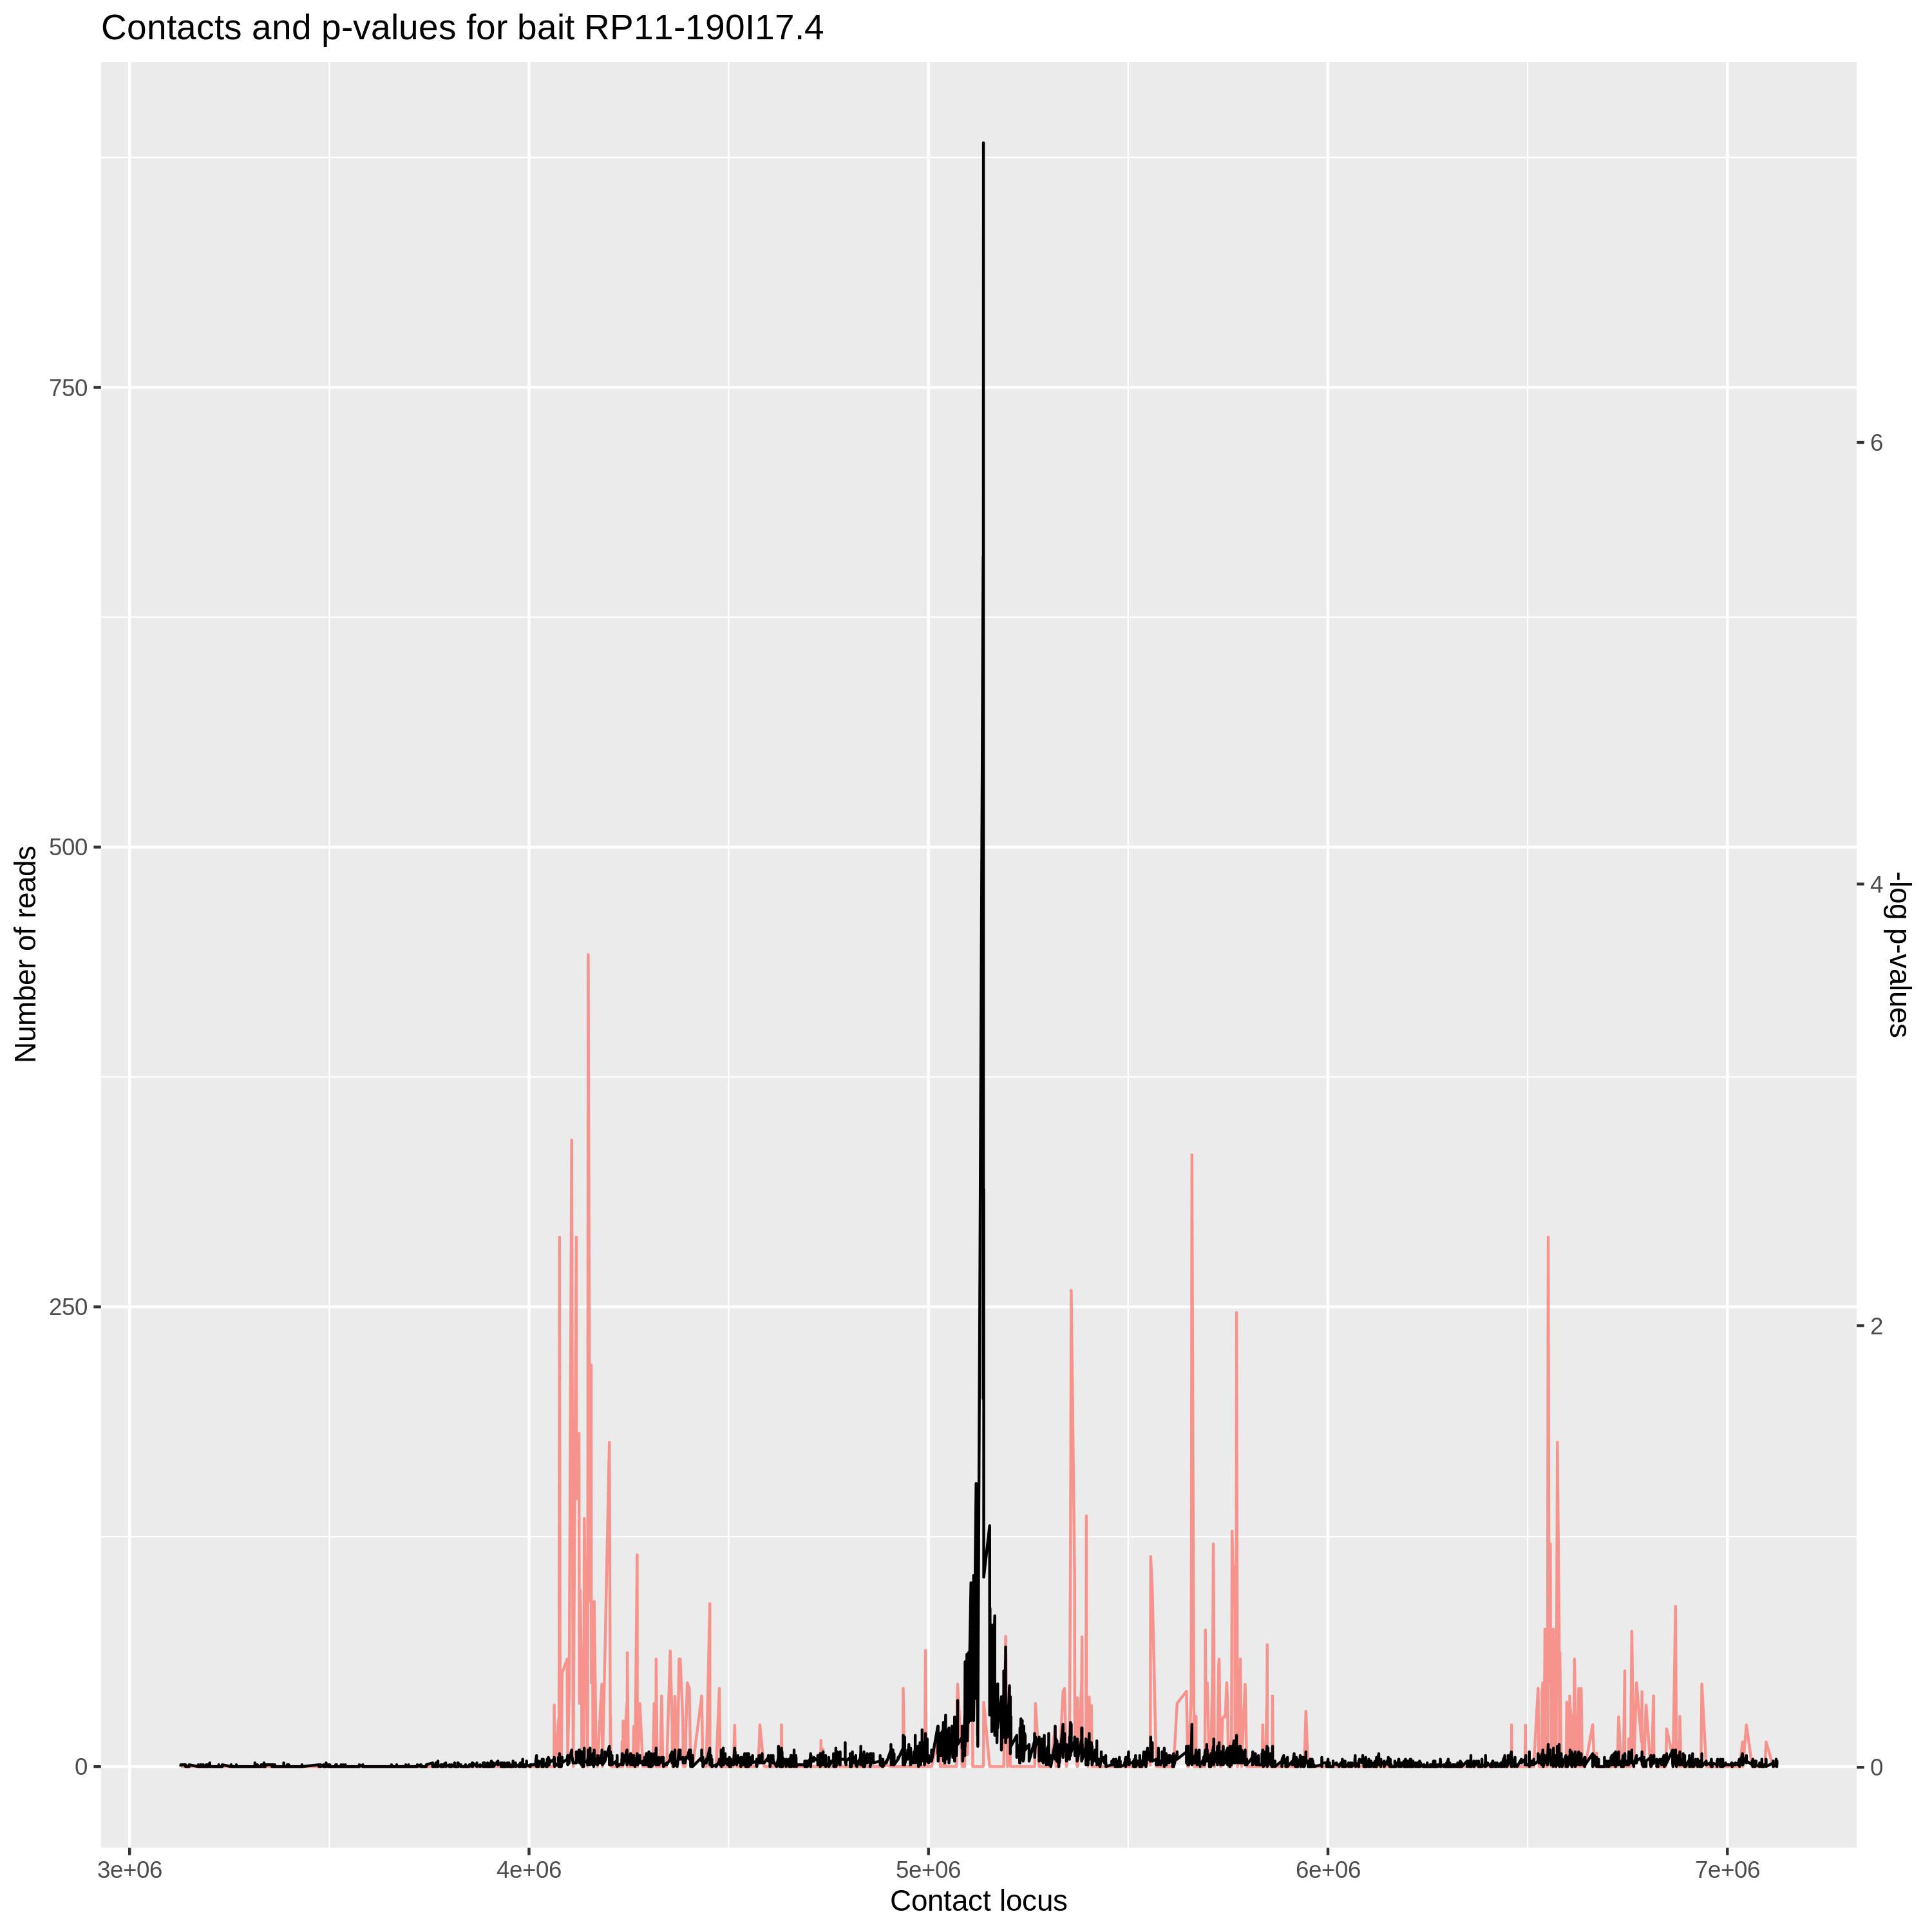 Contacts and p-values for bait RP11-190I17.4
750
500
250
0
6
4
2
0
Number of reads
-log p-values
3e+06
4e+06
5e+06
6e+06
7e+06
Contact locus